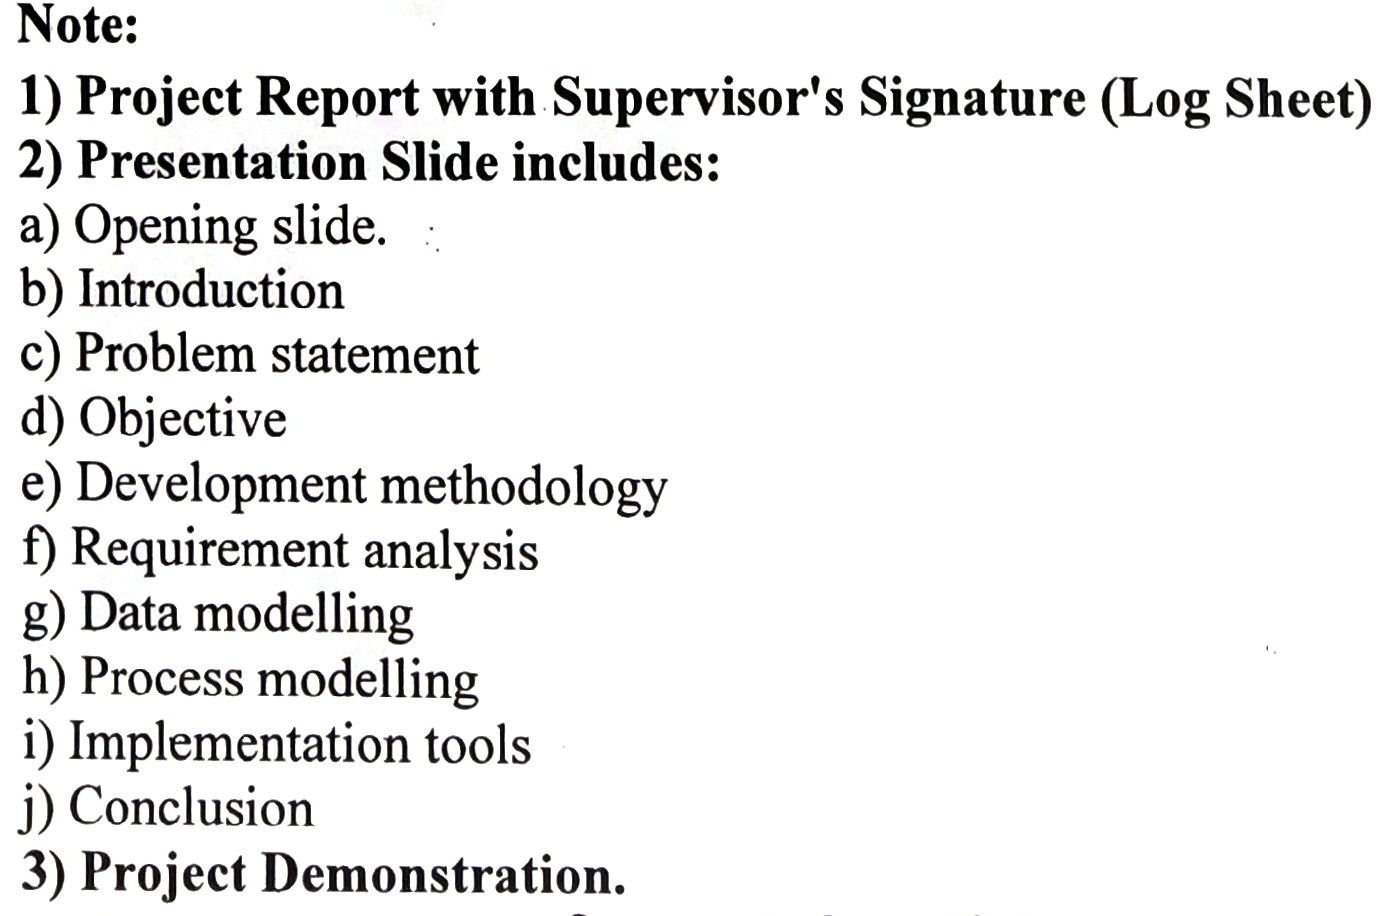 Note:
1) Project Report with Supervisor's Signature (Log Sheet)
2) Presentation Slide includes:
a) Opening slide.
b) Introduction
c) Problem statement
d) Objective
e) Development methodology
f) Requirement analysis
g) Data modelling
h) Process modelling
i) Implementation tools
j) Conclusion
3) Project Demonstration.